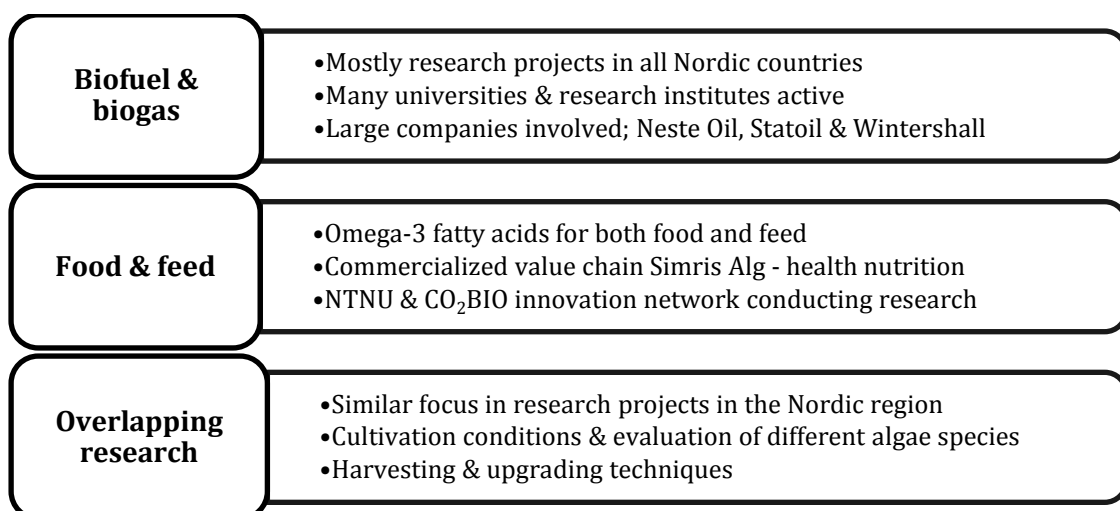 Biofuel &
biogas
•Mostly research projects in all Nordic countries
•Many universities & research institutes active
•Large companies involved; Neste Oil, Statoil & Wintershall
Food & feed
•Omega-3 fatty acids for both food and feed
•Commercialized value chain Simris Alg - health nutrition
•NTNU & CO₂BIO innovation network conducting research
Overlapping
research
•Similar focus in research projects in the Nordic region
•Cultivation conditions & evaluation of different algae species
•Harvesting & upgrading techniques